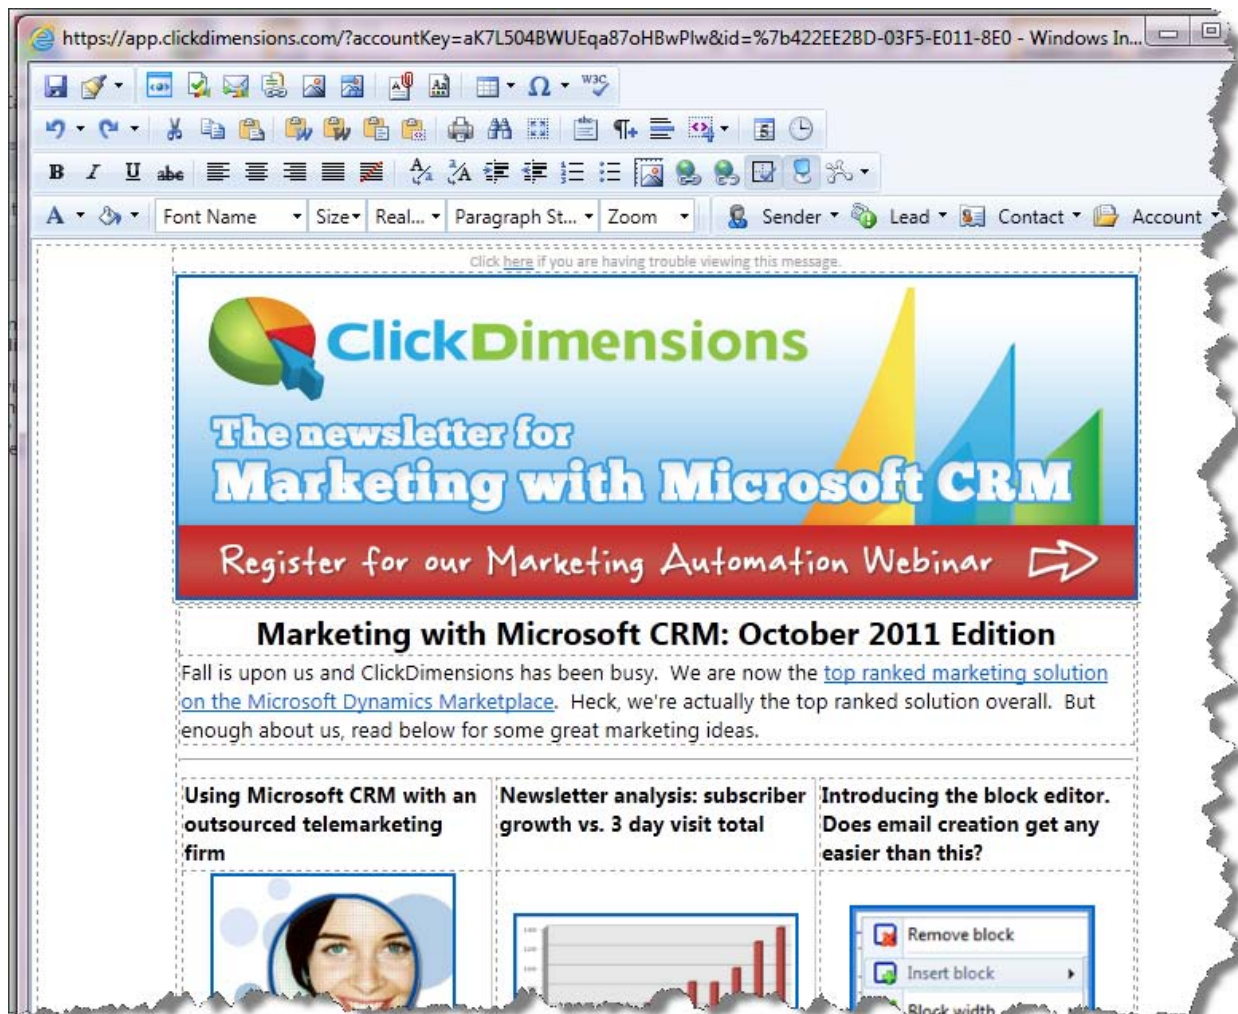 https://app.clickdimensions.com/?accountKey=aK7L504BWUEqa87oHBwPlw&id=%7b422EE2BD-03F5-E011-8E0 - Windows In...
W3C
B I U abc
A Font Name Size Real... Paragraph St... Zoom Sender Lead Contact Account
Click here if you are having trouble viewing this message.
ClickDimensions
The newsletter for
Marketing with Microsoft CRM
Register for our Marketing Automation Webinar
Marketing with Microsoft CRM: October 2011 Edition
Fall is upon us and ClickDimensions has been busy. We are now the top ranked marketing solution
on the Microsoft Dynamics Marketplace. Heck, we're actually the top ranked solution overall. But
enough about us, read below for some great marketing ideas.
Using Microsoft CRM with an
outsourced telemarketing
firm
Newsletter analysis: subscriber
growth vs. 3 day visit total
Introducing the block editor.
Does email creation get any
easier than this?
Remove block
Insert block
Block width